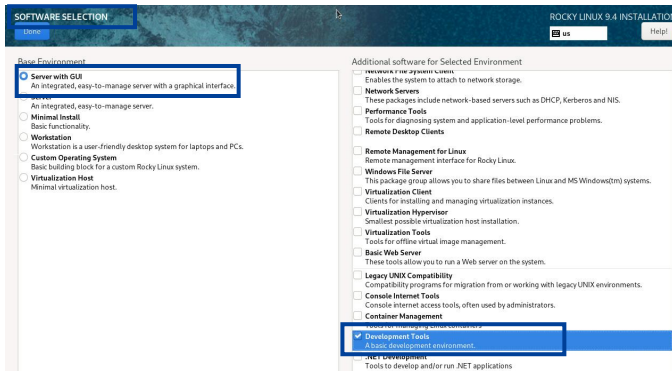 SOFTWARE SELECTION
Done
ROCKY LINUX 9.4 INSTALLATION
us
Help!
Base Environment
Server with GUI
An integrated, easy-to-manage server with a graphical interface.
Server
An integrated, easy-to-manage server.
Minimal Install
Basic functionality.
Workstation
Workstation is a user-friendly desktop system for laptops and PCs.
Custom Operating System
Basic building block for a custom Rocky Linux system.
Virtualization Host
Minimal virtualization host.
Additional software for Selected Environment
Network File System Client
Enables the system to attach to network storage.
Network Servers
These packages include network-based servers such as DHCP, Kerberos and NIS.
Performance Tools
Tools for diagnosing system and application-level performance problems.
Remote Desktop Clients
Remote Management for Linux
Remote management interface for Rocky Linux.
Windows File Server
This package group allows you to share files between Linux and MS Windows(tm) systems.
Virtualization Client
Clients for installing and managing virtualization instances.
Virtualization Hypervisor
Smallest possible virtualization host installation.
Virtualization Tools
Tools for offline virtual image management.
Basic Web Server
These tools allow you to run a Web server on the system.
Legacy UNIX Compatibility
Compatibility programs for migration from or working with legacy UNIX environments.
Console Internet Tools
Console internet access tools, often used by administrators.
Container Management
Tools for managing Linux containers
Development Tools
A basic development environment.
.NET Development
Tools to develop and/or run .NET applications